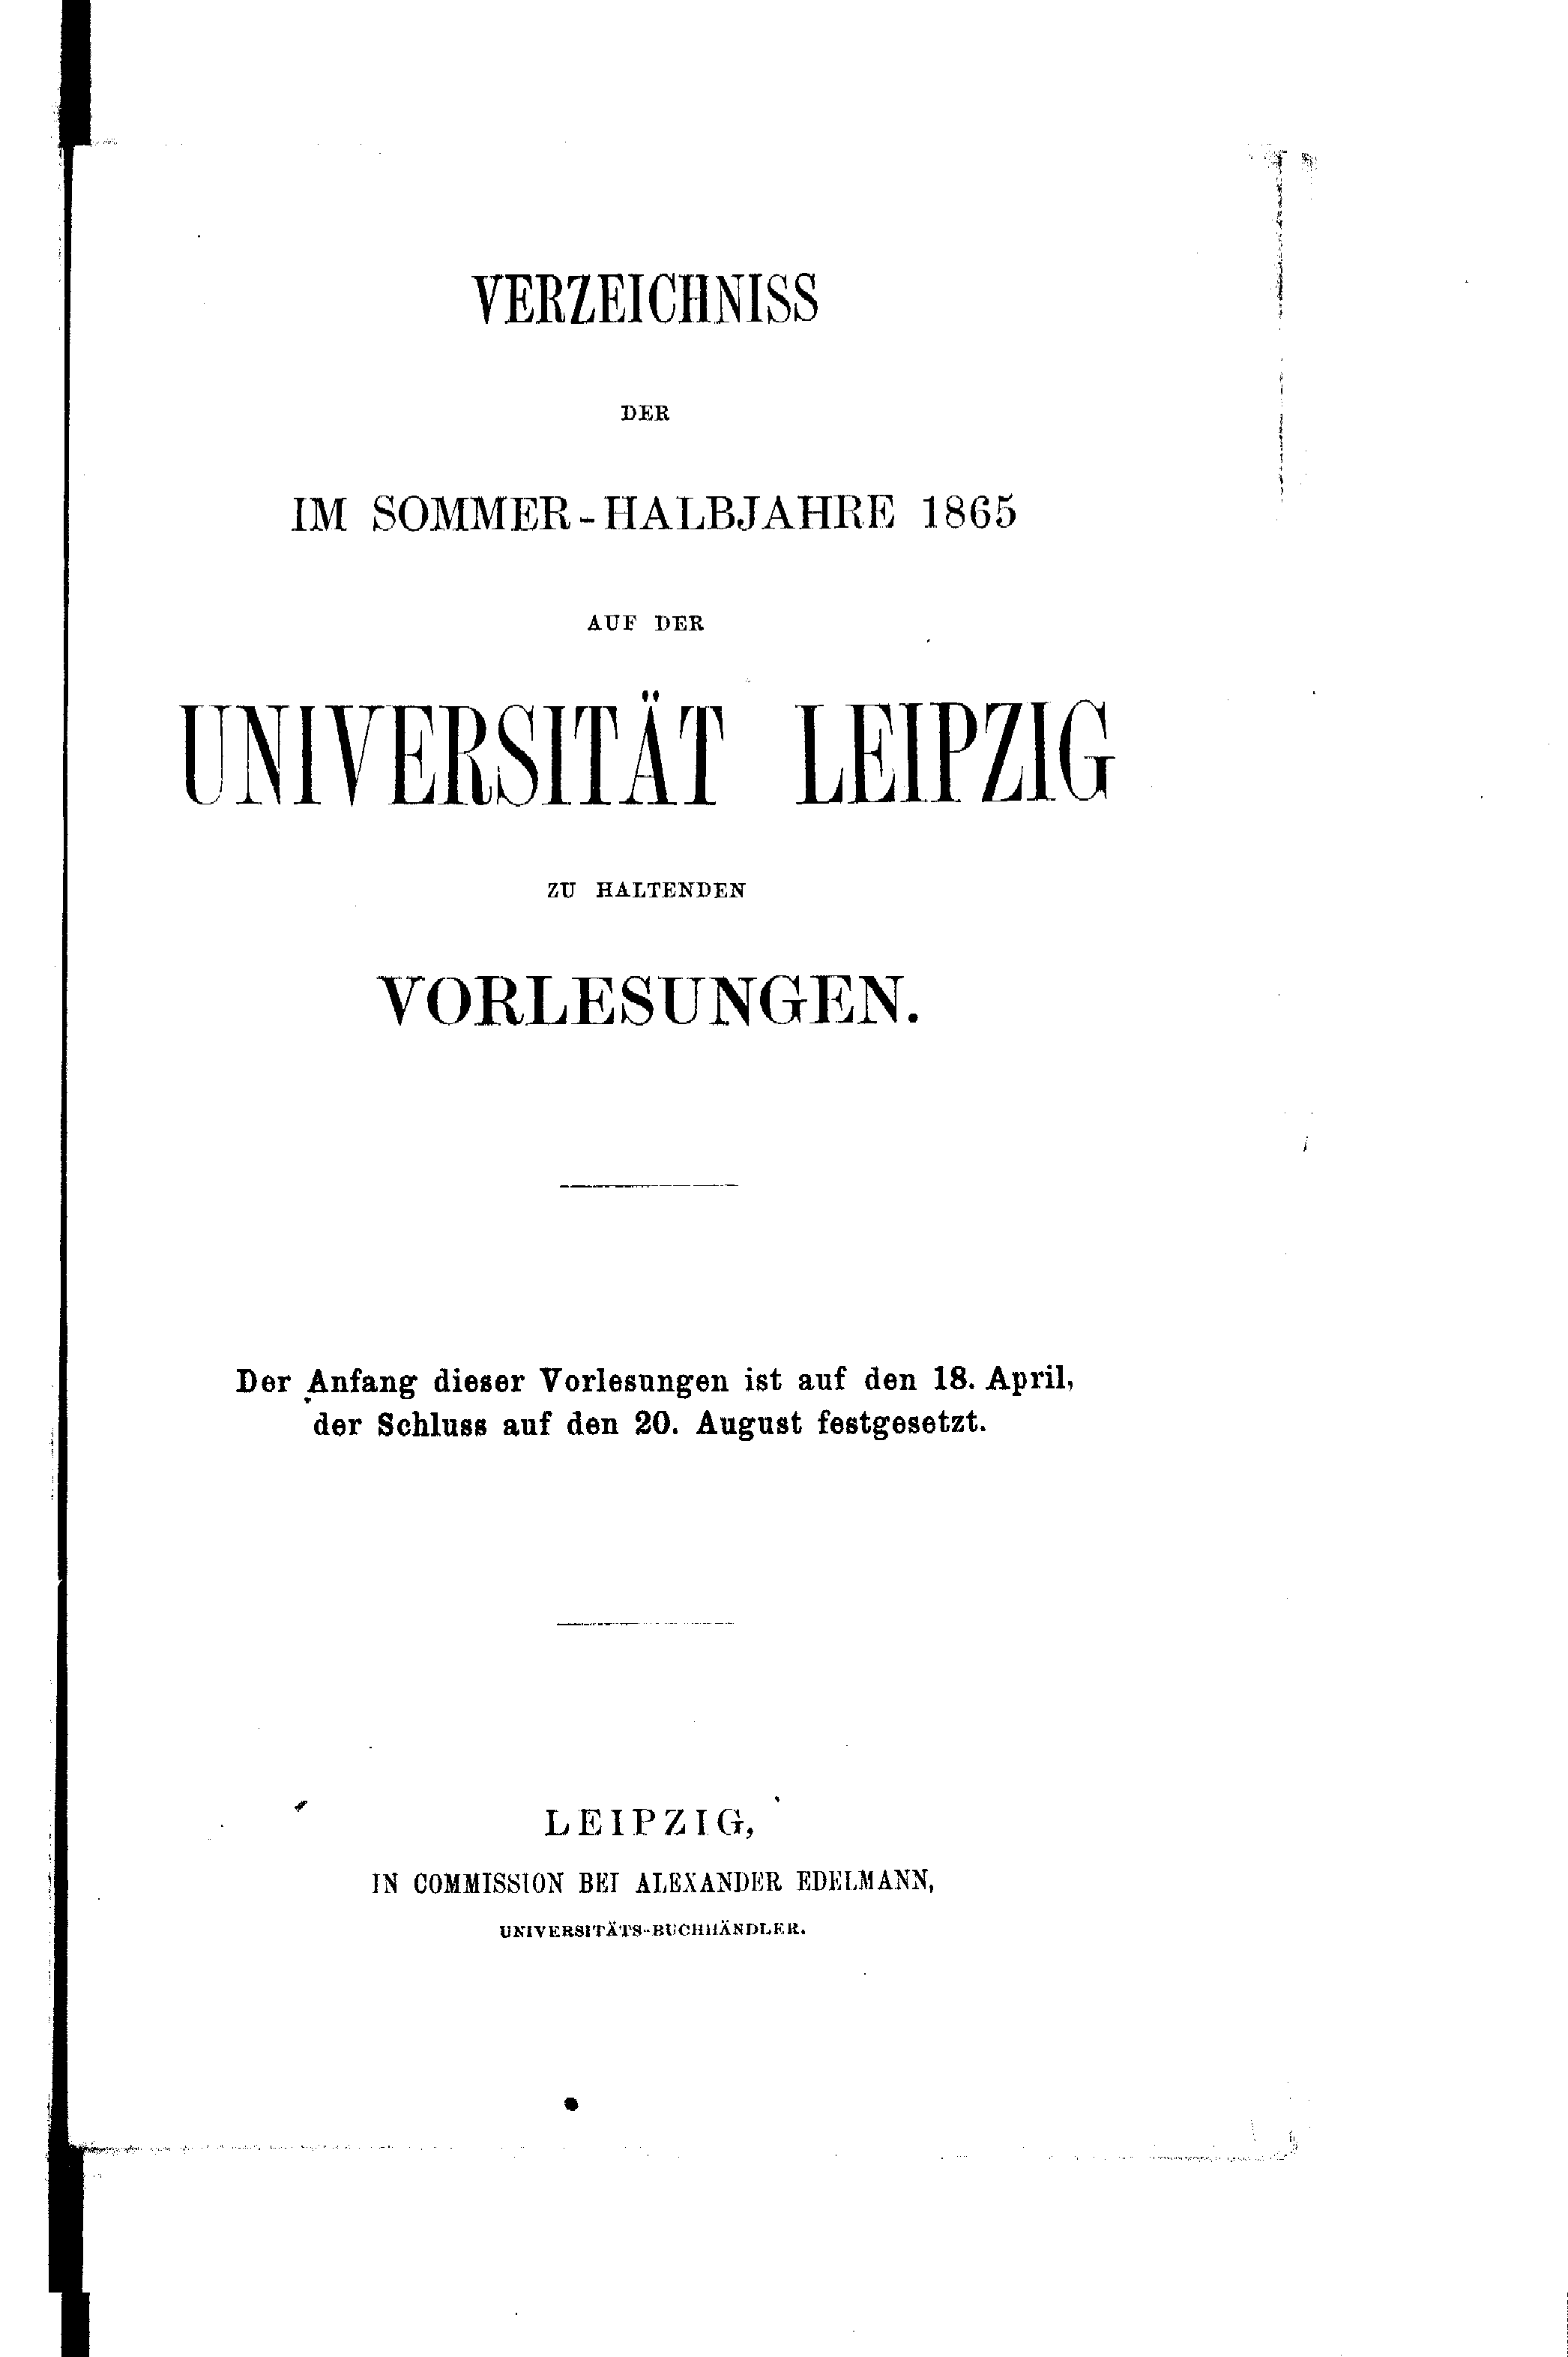 VERZEICHNISS
DER
IM SOMMER-HALBJAHRE 1865
AUF DER
UNIVERSITÄT LEIPZIG
ZU HALTENDEN
VORLESUNGEN.
Der Anfang dieser Vorlesungen ist auf den 18. April,
der Schluss auf den 20. August festgesetzt.
LEIPZIG,
IN COMMISSION BEI ALEXANDER EDELMANN,
UNIVERSITÄTS-BUCHHÄNDLER.